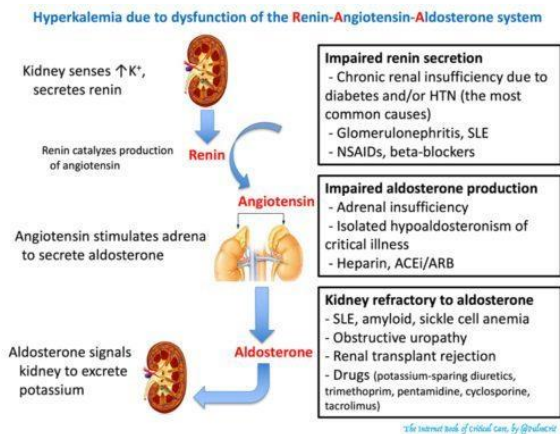 Hyperkalemia due to dysfunction of the Renin-Angiotensin-Aldosterone system
Kidney senses ↑K⁺,
secretes renin
Renin catalyzes production
of angiotensin
Renin
Angiotensin
Angiotensin stimulates adrena
to secrete aldosterone
Aldosterone
Aldosterone signals
kidney to excrete
potassium
Impaired renin secretion
- Chronic renal insufficiency due to
diabetes and/or HTN (the most
common causes)
- Glomerulonephritis, SLE
- NSAIDs, beta-blockers
Impaired aldosterone production
- Adrenal insufficiency
- Isolated hypoaldosteronism of
critical illness
- Heparin, ACEi/ARB
Kidney refractory to aldosterone
- SLE, amyloid, sickle cell anemia
- Obstructive uropathy
- Renal transplant rejection
- Drugs (potassium-sparing diuretics,
trimethoprim, pentamidine, cyclosporine,
tacrolimus)
The Internet Book of Critical Care, by @PulmCrit